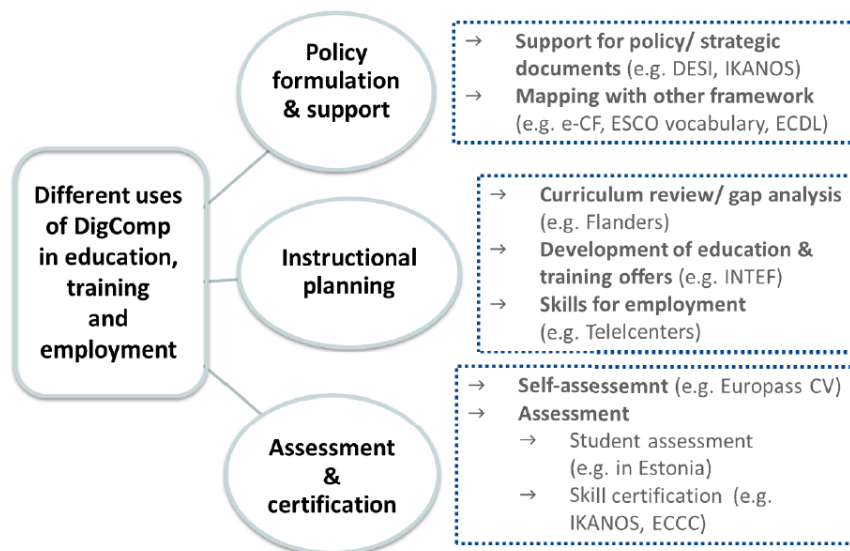 Different uses
of DigComp
in education,
training
and
employment
Policy
formulation
& support
→ Support for policy/ strategic
documents (e.g. DESI, IKANOS)
→ Mapping with other framework
(e.g. e-CF, ESCO vocabulary, ECDL)
Instructional
planning
→ Curriculum review/ gap analysis
(e.g. Flanders)
→ Development of education &
training offers (e.g. INTEF)
→ Skills for employment
(e.g. Telelcenters)
Assessment
&
certification
→ Self-assessemnt (e.g. Europass CV)
→ Assessment
→ Student assessment
(e.g. in Estonia)
→ Skill certification (e.g.
IKANOS, ECCC)